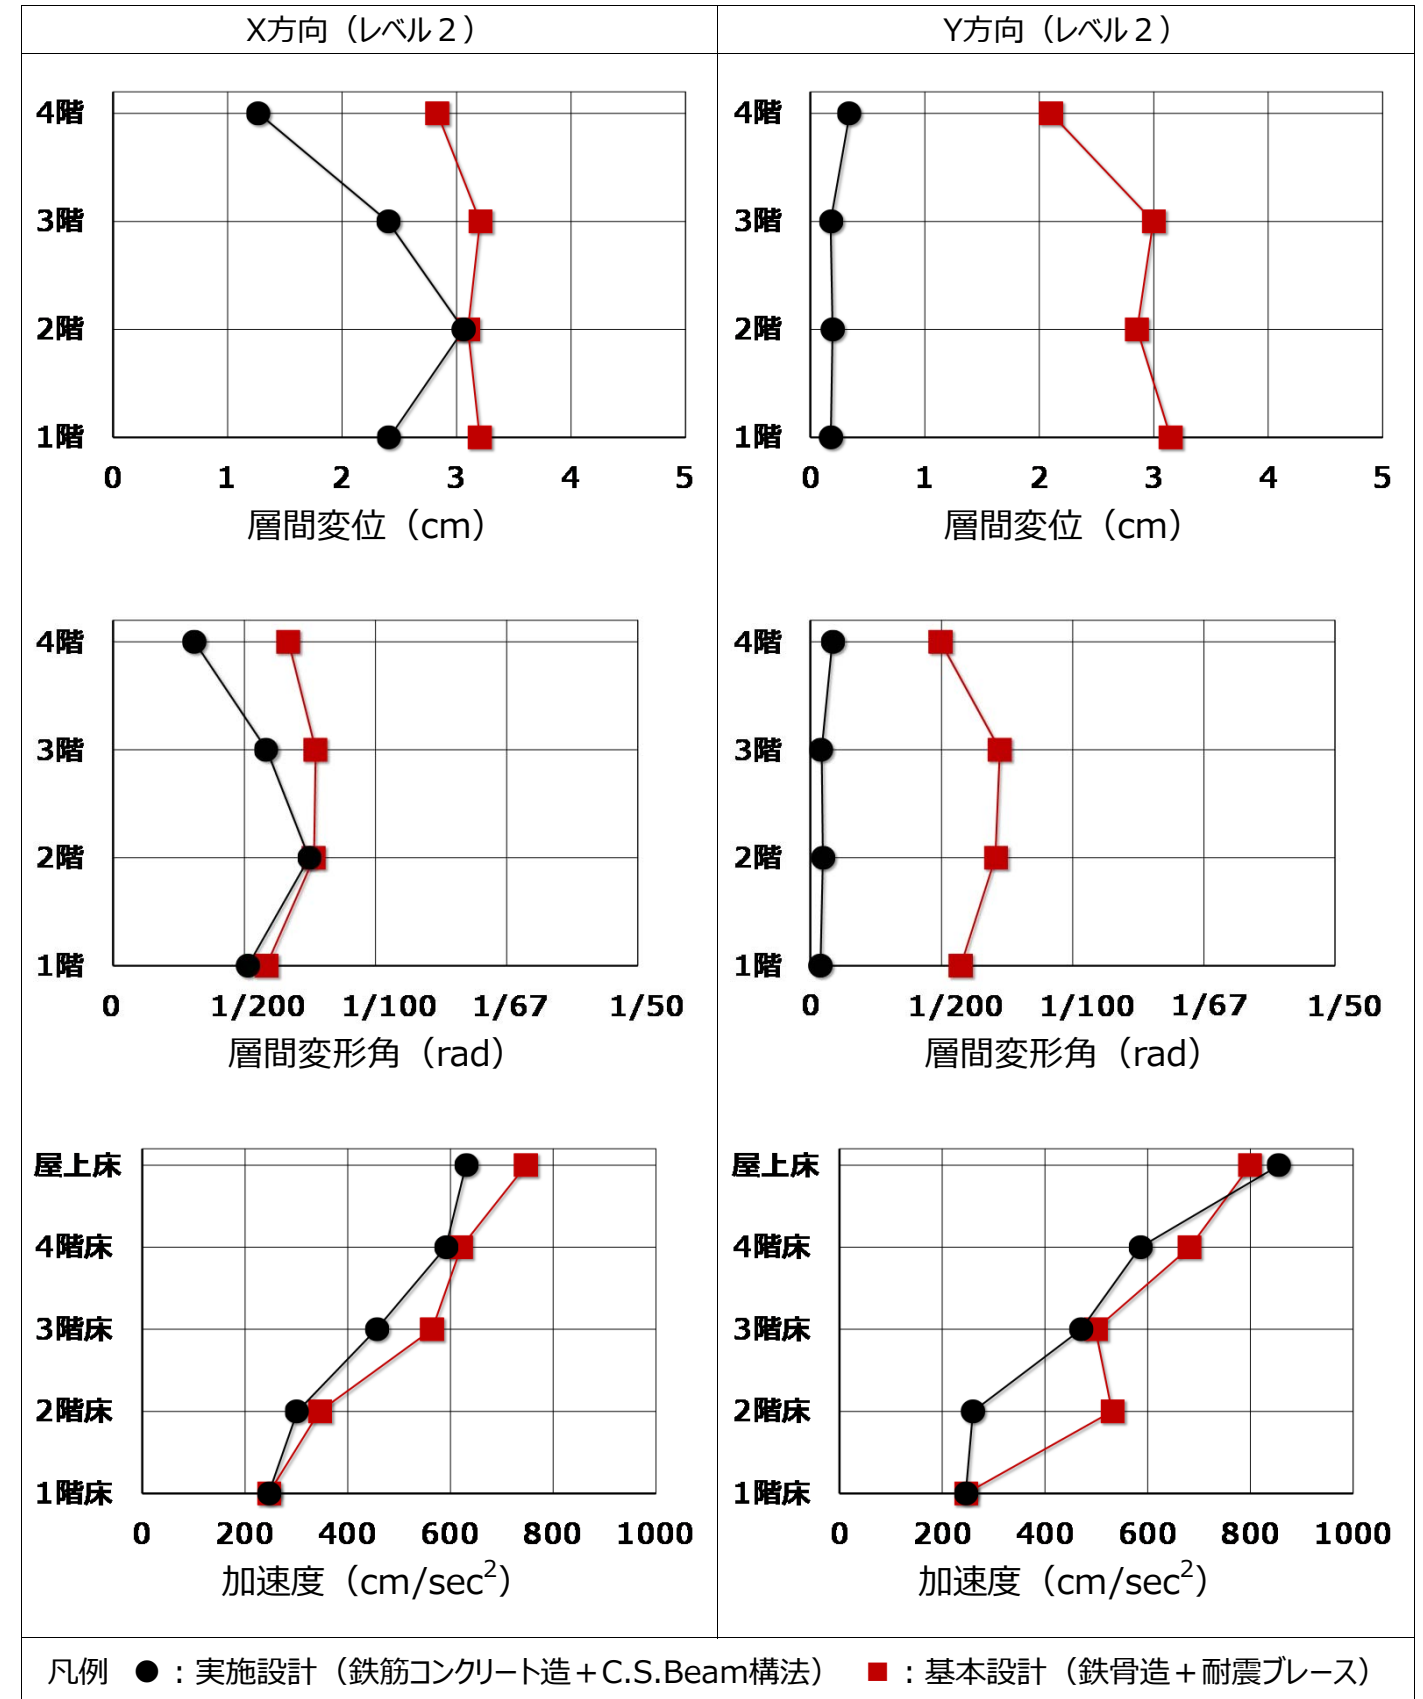 X方向（レベル２）
Y方向（レベル２）
4階
3階
2階
1階
0 1 2 3 4 5
層間変位（cm）
4階
3階
2階
1階
0 1 2 3 4 5
層間変位（cm）
4階
3階
2階
1階
0 1/200 1/100 1/67 1/50
層間変形角（rad）
4階
3階
2階
1階
0 1/200 1/100 1/67 1/50
層間変形角（rad）
屋上床
4階床
3階床
2階床
1階床
0 200 400 600 800 1000
加速度（cm/sec²）
屋上床
4階床
3階床
2階床
1階床
0 200 400 600 800 1000
加速度（cm/sec²）
凡例 ●：実施設計（鉄筋コンクリート造＋C.S.Beam構法） ■：基本設計（鉄骨造＋耐震ブレース）